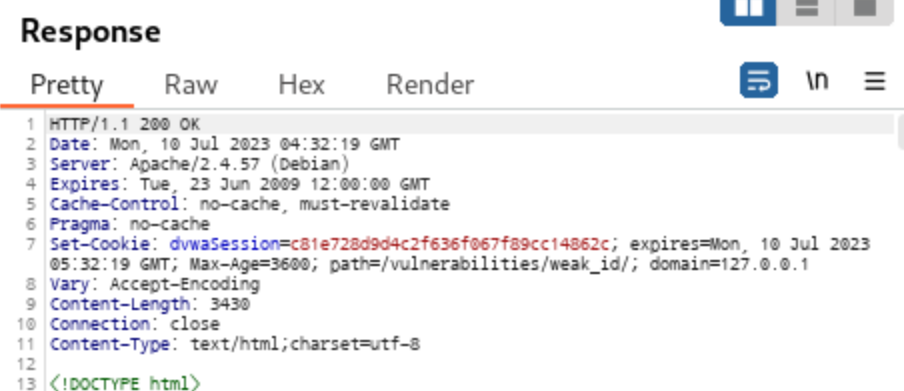 Response
Pretty Raw Hex Render \n
1 HTTP/1.1 200 OK
2 Date: Mon, 10 Jul 2023 04:32:19 GMT
3 Server: Apache/2.4.57 (Debian)
4 Expires: Tue, 23 Jun 2009 12:00:00 GMT
5 Cache-Control: no-cache, must-revalidate
6 Pragma: no-cache
7 Set-Cookie: dvwaSession=c81e728d9d4c2f636f067f89cc14862c; expires=Mon, 10 Jul 2023
05:32:19 GMT; Max-Age=3600; path=/vulnerabilities/weak_id/; domain=127.0.0.1
8 Vary: Accept-Encoding
9 Content-Length: 3430
10 Connection: close
11 Content-Type: text/html;charset=utf-8
12
13 <!DOCTYPE html>